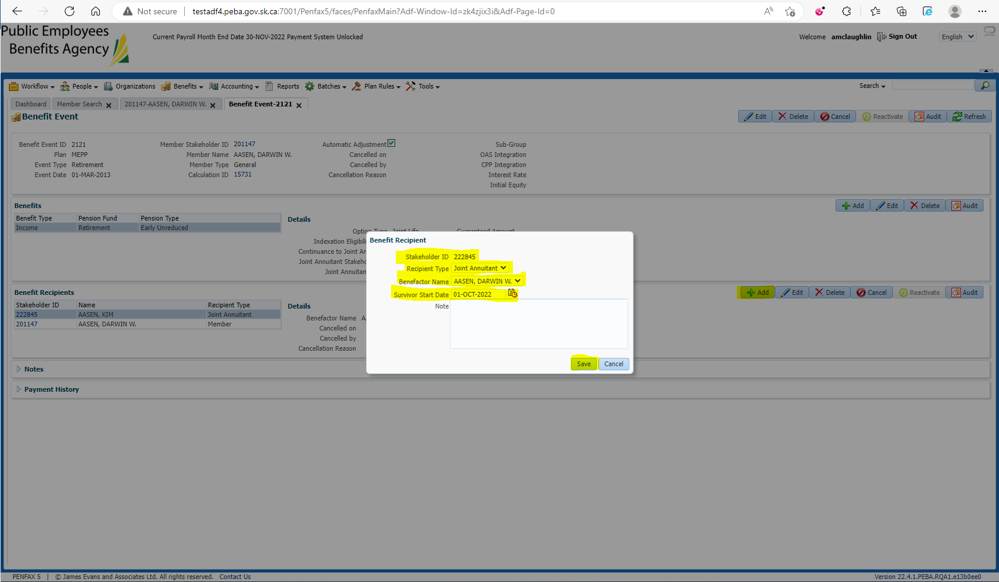 Not secure | testadf4.peba.gov.sk.ca:7001/Penfax5/faces/PenfaxMain?Adf-Window-Id=zk4zjix3i&Adf-Page-Id=0
Public Employees
Benefits Agency
Current Payroll Month End Date 30-NOV-2022 Payment System Unlocked
Welcome amclaughlin Sign Out English
Workflow People Organizations Benefits Accounting Reports Batches Plan Rules Tools Search
Dashboard Member Search 201147-AASEN, DARWIN W. Benefit Event-2121
Benefit Event
Edit Delete Cancel Reactivate Audit Refresh
Benefit Event ID 2121 Member Stakeholder ID 201147 Automatic Adjustment Sub-Group
Plan MEPP Member Name AASEN, DARWIN W. Cancelled on OAS Integration
Event Type Retirement Member Type General Cancelled by CPP Integration
Event Date 01-MAR-2013 Calculation ID 15731 Cancellation Reason Interest Rate
Initial Equity
Benefits
Add Edit Delete Audit
Benefit Type Pension Fund Pension Type
Income Retirement Early Unreduced
Details
Option Type Joint Life Guaranteed Amount
Indexation Eligibili
Continuance to Joint An
Joint Annuitant Stakeho
Joint Annuitan
Benefit Recipient
Stakeholder ID 222845
Recipient Type Joint Annuitant
Benefactor Name AASEN, DARWIN W.
Survivor Start Date 01-OCT-2022
Note
Save Cancel
Benefit Recipients
Add Edit Delete Cancel Reactivate Audit
Stakeholder ID Name Recipient Type
222845 AASEN, KIM Joint Annuitant
201147 AASEN, DARWIN W. Member
Details
Benefactor Name A
Cancelled on
Cancelled by
Cancellation Reason
Notes
Payment History
PENFAX 5 | © James Evans and Associates Ltd. All rights reserved. Contact Us
Version 22.4.1.PEBA.RQA1.e13b0ee0